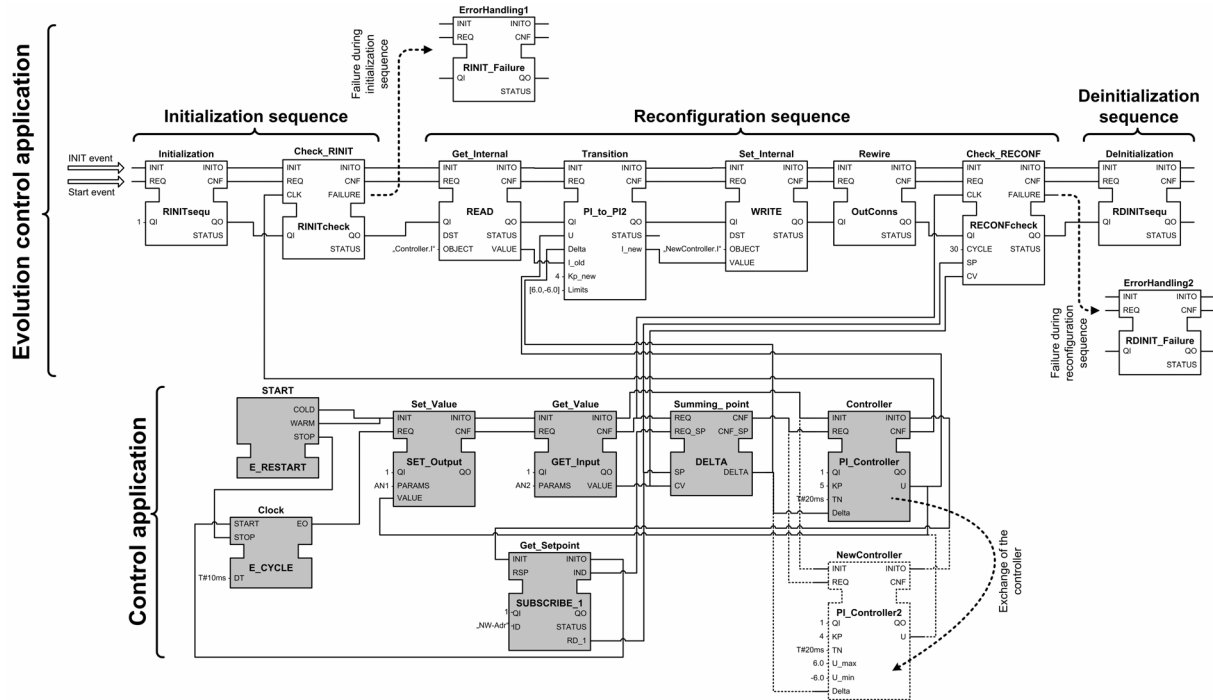 Evolution control application
Control application
ErrorHandling1
INIT INITO
REQ CNF
RINIT_Failure
QI QO
STATUS
Failure during
initialization
sequence
Initialization sequence
Reconfiguration sequence
Deinitialization
sequence
INIT event
Start event
Initialization
INIT INITO
REQ CNF
RINITsequ
1 QI QO
STATUS
Check_RINIT
INIT INITO
REQ CNF
CLK FAILURE
RINITcheck
QI QO
STATUS
Get_Internal
INIT INITO
REQ CNF
READ
QI QO
DST STATUS
„Controller.I" OBJECT VALUE
Transition
INIT INITO
REQ CNF
PI_to_PI2
QI QO
U STATUS
Delta I_new
I_old
4 Kp_new
[6.0,-6.0] Limits
Set_Internal
INIT INITO
REQ CNF
WRITE
QI QO
DST STATUS
„NewController.I" OBJECT
VALUE
Rewire
INIT INITO
REQ CNF
OutConns
QI QO
STATUS
Check_RECONF
INIT INITO
REQ CNF
CLK FAILURE
RECONFcheck
QI QO
30 CYCLE STATUS
SP
CV
DeInitialization
INIT INITO
REQ CNF
RDINITsequ
QI QO
STATUS
Failure during
reconfiguration
sequence
ErrorHandling2
INIT INITO
REQ CNF
RDINIT_Failure
QI QO
STATUS
START
COLD
WARM
STOP
E_RESTART
Set_Value
INIT INITO
REQ CNF
SET_Output
1 QI QO
AN1 PARAMS
VALUE
Get_Value
INIT INITO
REQ CNF
GET_Input
1 QI QO
AN2 PARAMS VALUE
Summing_ point
REQ CNF
REQ_SP CNF_SP
DELTA
SP DELTA
CV
Controller
INIT INITO
REQ CNF
PI_Controller
1 QI QO
5 KP U
T#20ms TN
Delta
Clock
START EO
STOP
E_CYCLE
T#10ms DT
Get_Setpoint
INIT INITO
RSP IND
SUBSCRIBE_1
1 QI QO
„NW-Adr" ID STATUS
RD_1
NewController
INIT INITO
REQ CNF
PI_Controller2
1 QI QO
4 KP U
T#20ms TN
6.0 U_max
-6.0 U_min
Delta
Exchange of the
controller